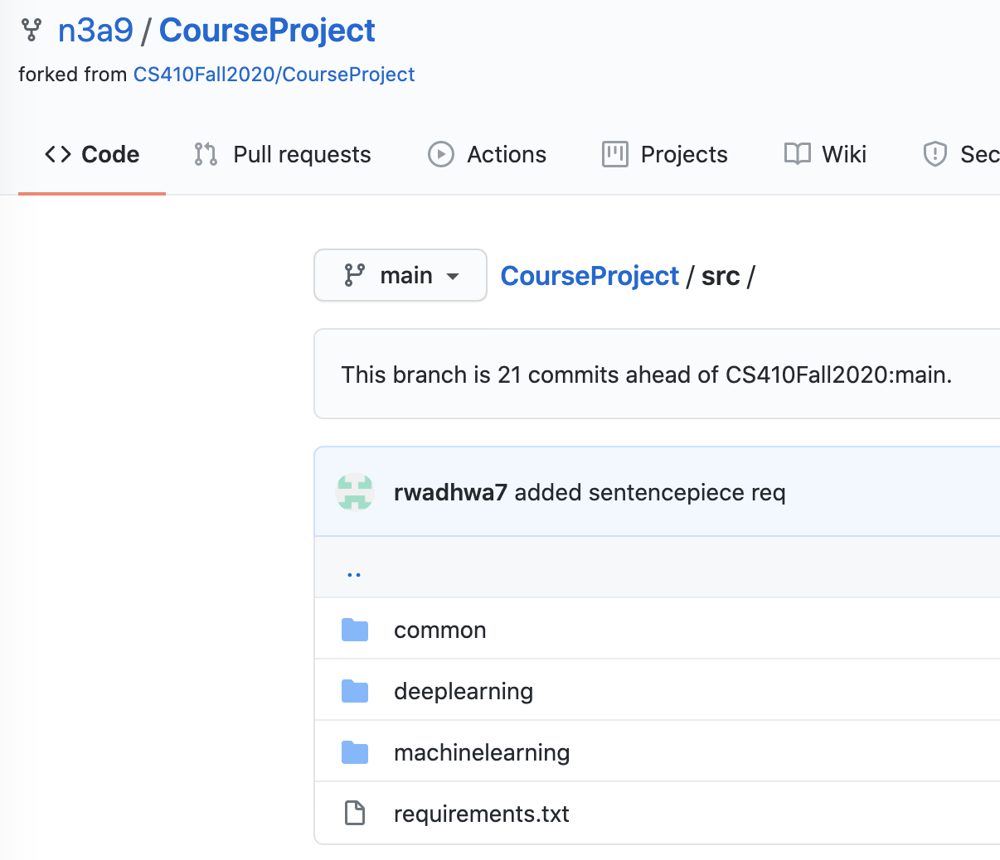 n3a9 / CourseProject
forked from CS410Fall2020/CourseProject
<> Code Pull requests Actions Projects Wiki Sec
main CourseProject / src /
This branch is 21 commits ahead of CS410Fall2020:main.
rwadhwa7 added sentencepiece req
..
common
deeplearning
machinelearning
requirements.txt